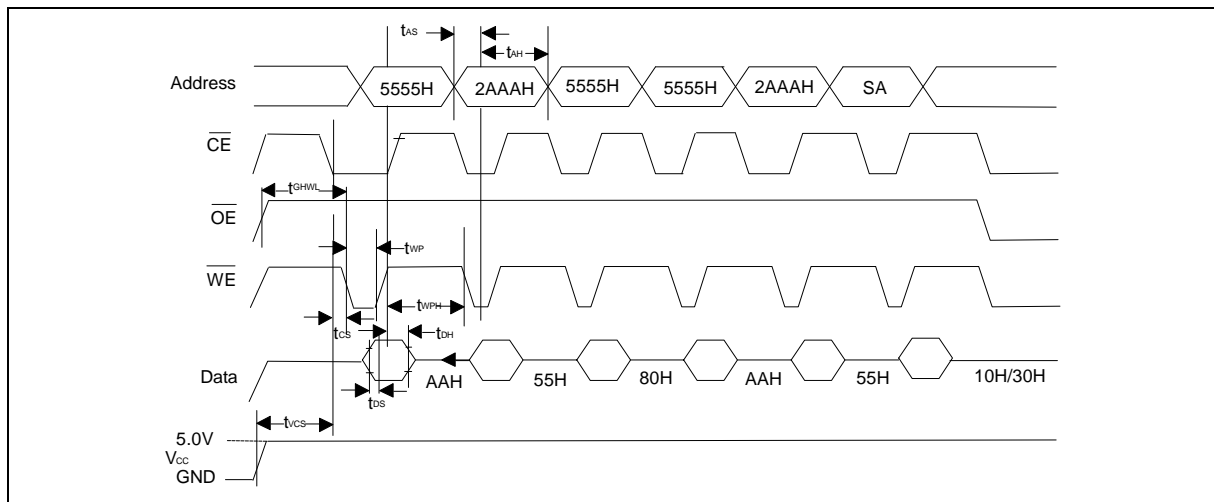 tAS
tAH
Address 5555H 2AAAH 5555H 5555H 2AAAH SA
CE
tGHWL
OE
tWP
WE
tWPH
tCS tDH
Data AAH 55H 80H AAH 55H 10H/30H
tDS
tVCS
5.0V
VCC
GND